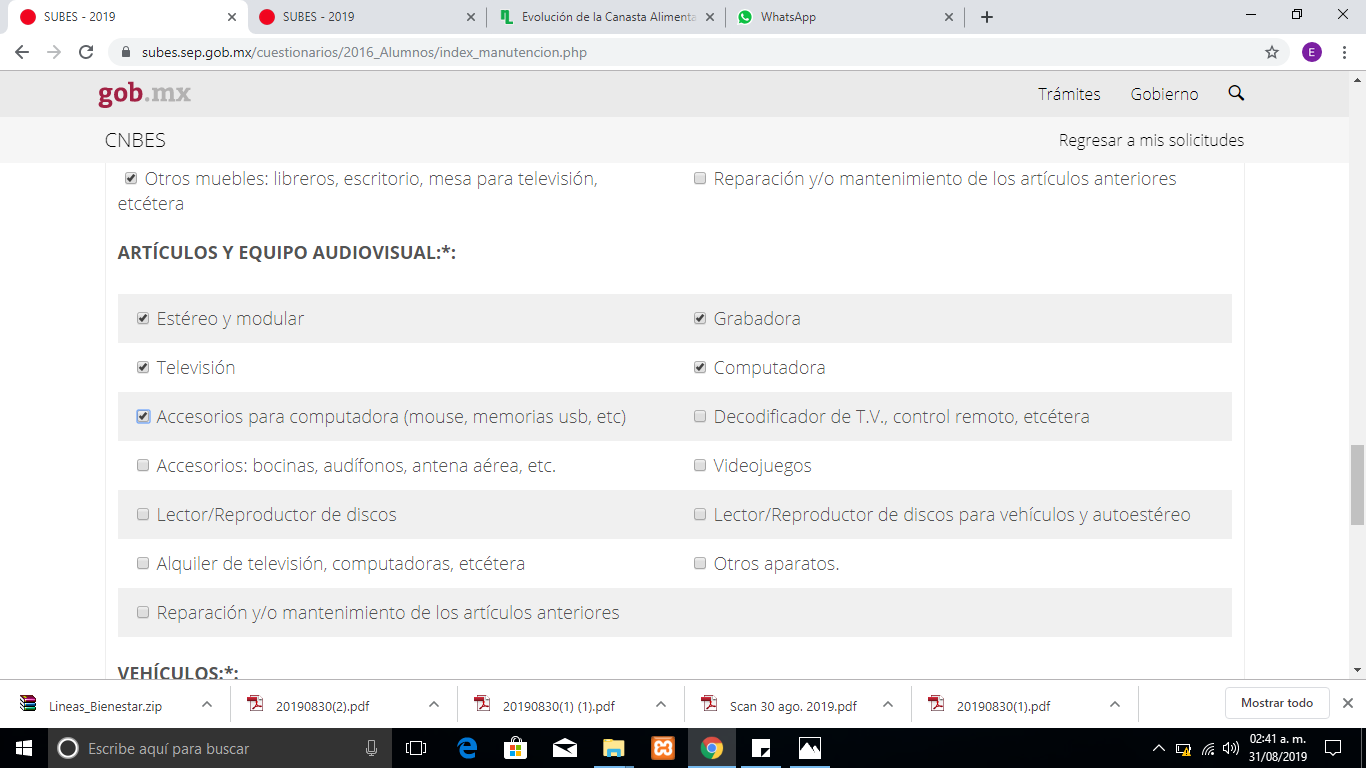 SUBES - 2019
SUBES - 2019
Evolución de la Canasta Alimenta
WhatsApp
subes.sep.gob.mx/cuestionarios/2016_Alumnos/index_manutencion.php
E
gob.mx
Trámites
Gobierno
CNBES
Regresar a mis solicitudes
Otros muebles: libreros, escritorio, mesa para televisión,
etcétera
Reparación y/o mantenimiento de los artículos anteriores
ARTÍCULOS Y EQUIPO AUDIOVISUAL:*:
Estéreo y modular
Grabadora
Televisión
Computadora
Accesorios para computadora (mouse, memorias usb, etc)
Decodificador de T.V., control remoto, etcétera
Accesorios: bocinas, audífonos, antena aérea, etc.
Videojuegos
Lector/Reproductor de discos
Lector/Reproductor de discos para vehículos y autoestéreo
Alquiler de televisión, computadoras, etcétera
Otros aparatos.
Reparación y/o mantenimiento de los artículos anteriores
VEHÍCULOS:*:
Lineas_Bienestar.zip
20190830(2).pdf
20190830(1) (1).pdf
Scan 30 ago. 2019.pdf
20190830(1).pdf
Mostrar todo
Escribe aquí para buscar
02:41 a. m.
31/08/2019